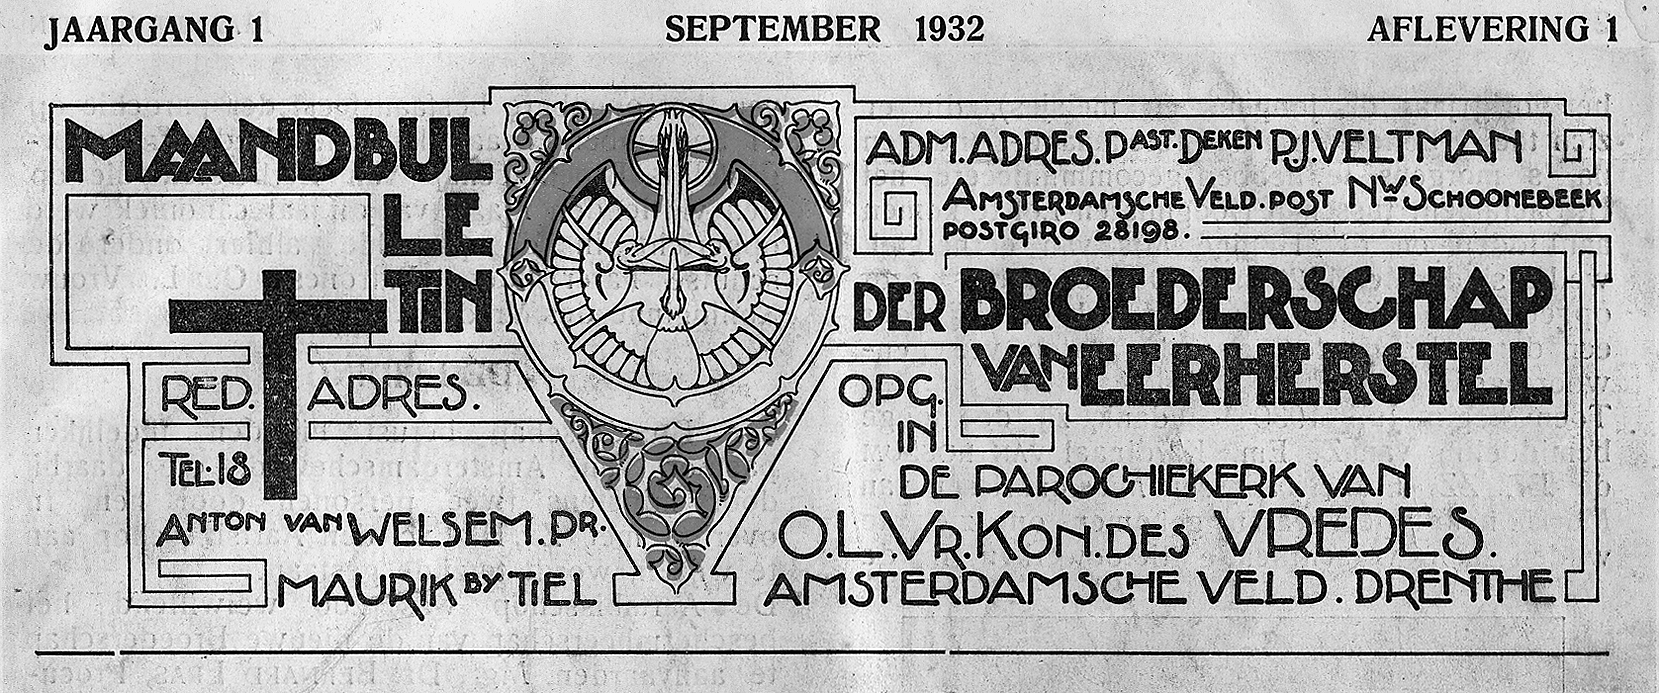 JAARGANG 1 SEPTEMBER 1932 AFLEVERING 1
MAANDBUL
LE
TIN
RED. ADRES.
TEL. 18
ANTON VAN WELSEM. PR.
MAURIK BY TIEL
ADM. ADRES. PAST. DEKEN P.J. VELTMAN
AMSTERDAMSCHE VELD. POST NW SCHOONEBEEK
POSTGIRO 28198.
DER BROEDERSCHAP
VAN EERHERSTEL
OPG.
IN
DE PAROCHIEKERK VAN
O.L.VR.KON.DES VREDES.
AMSTERDAMSCHE VELD. DRENTHE